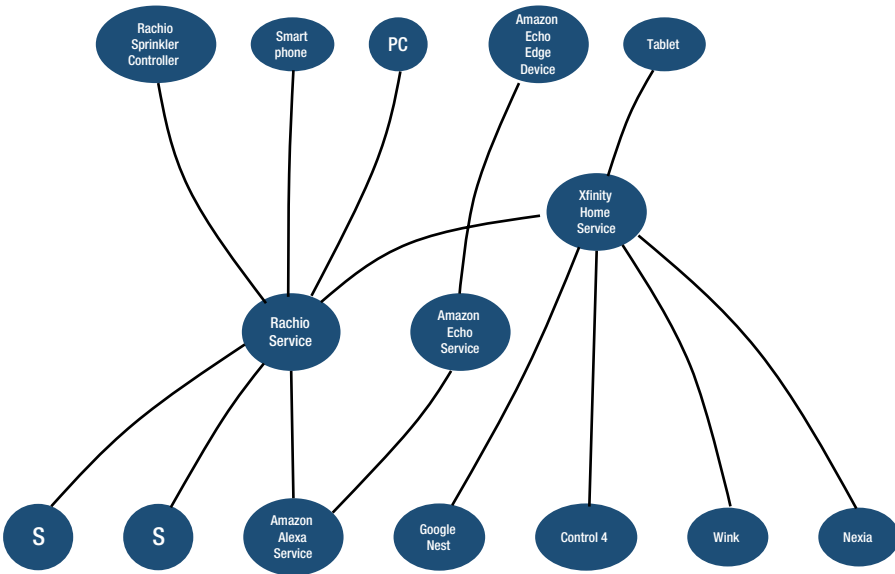 Rachio
Sprinkler
Controller
Smart
phone
PC
Amazon
Echo
Edge
Device
Tablet
Xfinity
Home
Service
Rachio
Service
Amazon
Echo
Service
S
S
Amazon
Alexa
Service
Google
Nest
Control 4
Wink
Nexia